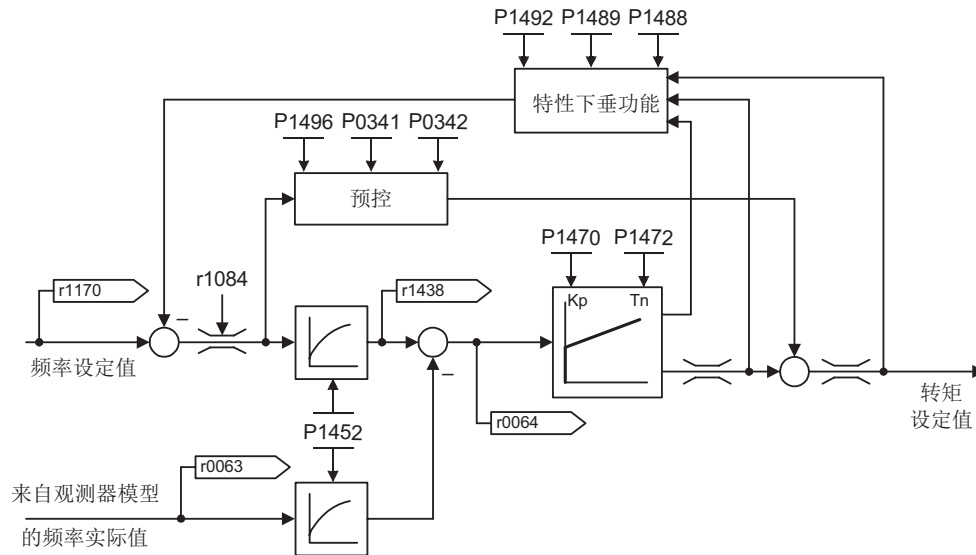 P1492 P1489 P1488
特性下垂功能
P1496 P0341 P0342
预控
P1470 P1472
r1170
r1084
r1438
Kp Tn
频率设定值
–
–
r0064
转矩
设定值
P1452
r0063
来自观测器模型
的频率实际值